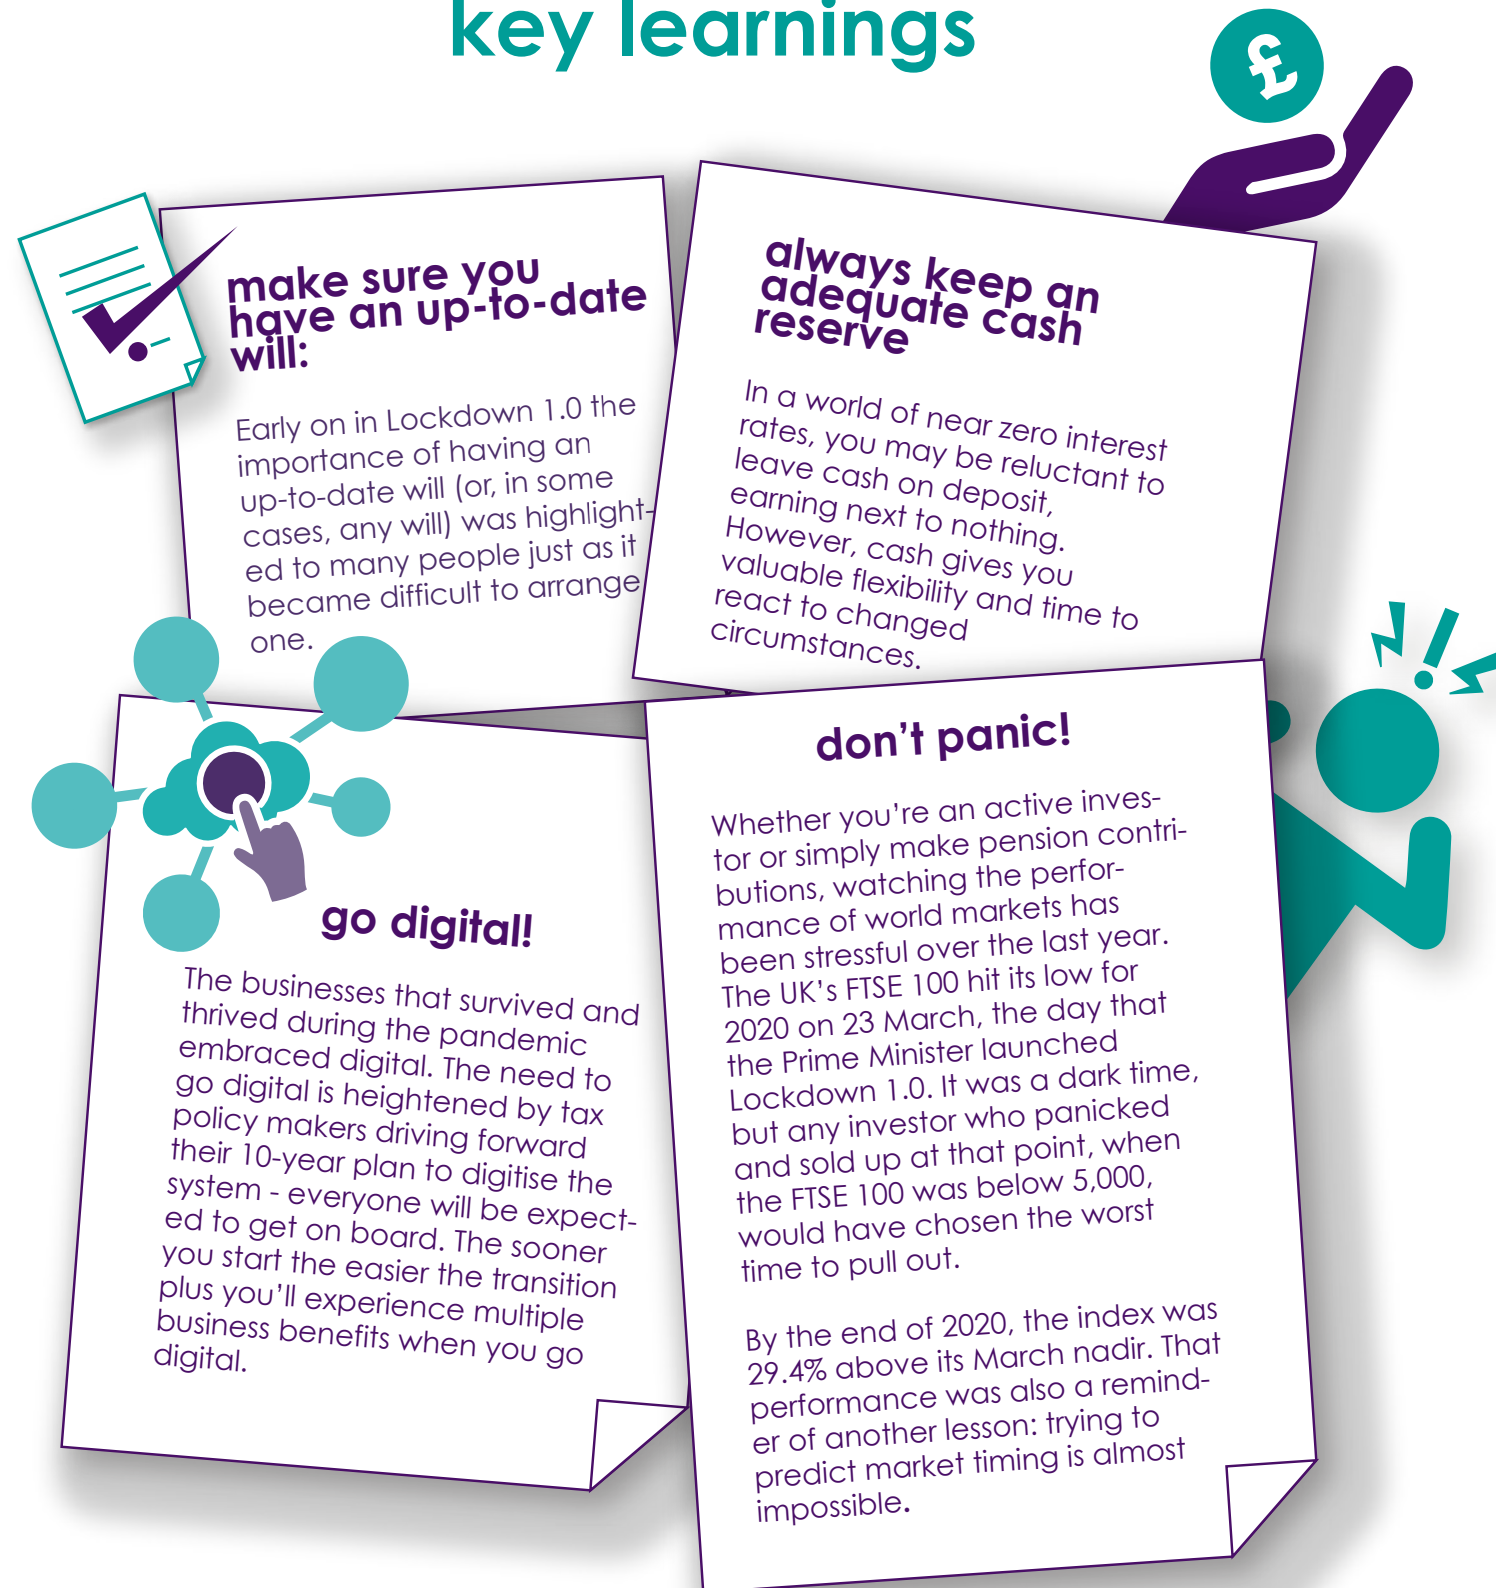 key learnings
£
make sure you
have an up-to-date
will:
Early on in Lockdown 1.0 the
importance of having an
up-to-date will (or, in some
cases, any will) was highlight-
ed to many people just as it
became difficult to arrange
one.
always keep an
adequate cash
reserve
In a world of near zero interest
rates, you may be reluctant to
leave cash on deposit,
earning next to nothing.
However, cash gives you
valuable flexibility and time to
react to changed
circumstances.
go digital!
The businesses that survived and
thrived during the pandemic
embraced digital. The need to
go digital is heightened by tax
policy makers driving forward
their 10-year plan to digitise the
system - everyone will be expect-
ed to get on board. The sooner
you start the easier the transition
plus you'll experience multiple
business benefits when you go
digital.
don't panic!
Whether you're an active inves-
tor or simply make pension contri-
butions, watching the perfor-
mance of world markets has
been stressful over the last year.
The UK's FTSE 100 hit its low for
2020 on 23 March, the day that
the Prime Minister launched
Lockdown 1.0. It was a dark time,
but any investor who panicked
and sold up at that point, when
the FTSE 100 was below 5,000,
would have chosen the worst
time to pull out.
By the end of 2020, the index was
29.4% above its March nadir. That
performance was also a remind-
er of another lesson: trying to
predict market timing is almost
impossible.